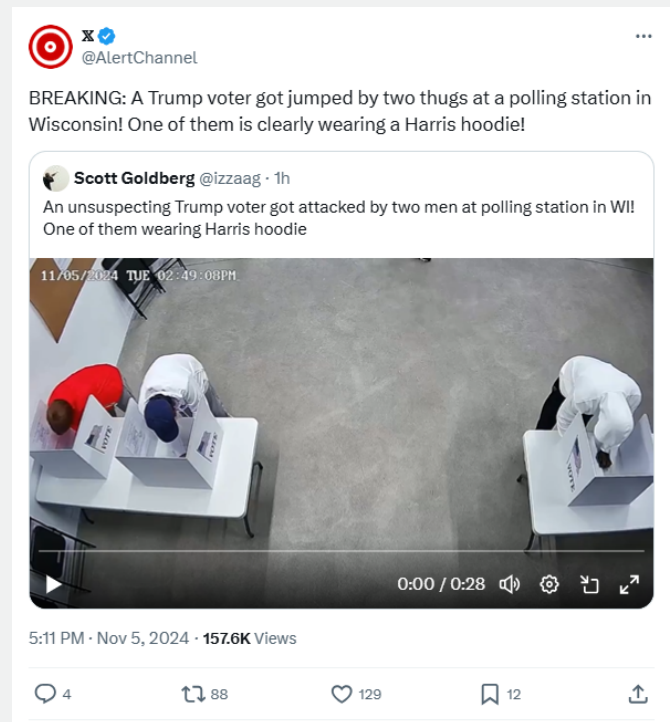 𝕏
@AlertChannel
BREAKING: A Trump voter got jumped by two thugs at a polling station in
Wisconsin! One of them is clearly wearing a Harris hoodie!
Scott Goldberg @izzaag · 1h
An unsuspecting Trump voter got attacked by two men at polling station in WI!
One of them wearing Harris hoodie
11/05/2024 TUE 02:49:08PM
VOTE
VOTE
VOTE
0:00 / 0:28
5:11 PM · Nov 5, 2024 · 157.6K Views
4 88 129 12